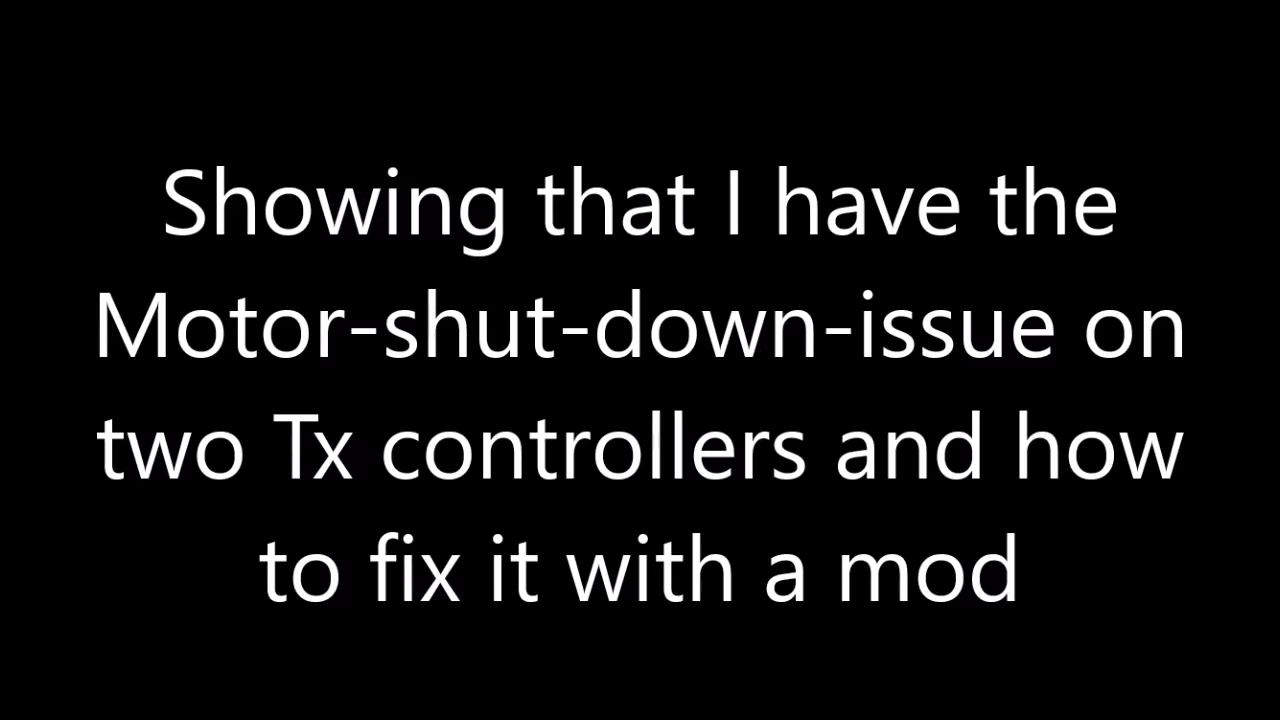 Showing that I have the
Motor-shut-down-issue on
two Tx controllers and how
to fix it with a mod